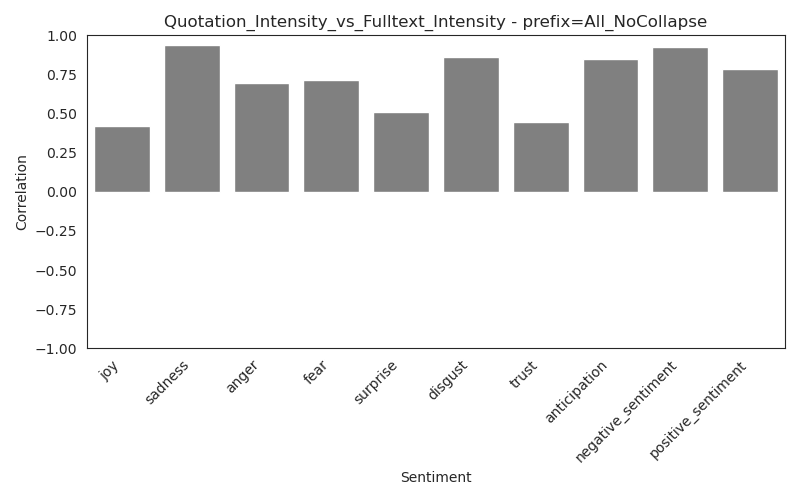 Quotation_Intensity_vs_Fulltext_Intensity - prefix=All_NoCollapse
1.00
0.75
0.50
0.25
0.00
−0.25
−0.50
−0.75
−1.00
Correlation
joy
sadness
anger
fear
surprise
disgust
trust
anticipation
negative_sentiment
positive_sentiment
Sentiment